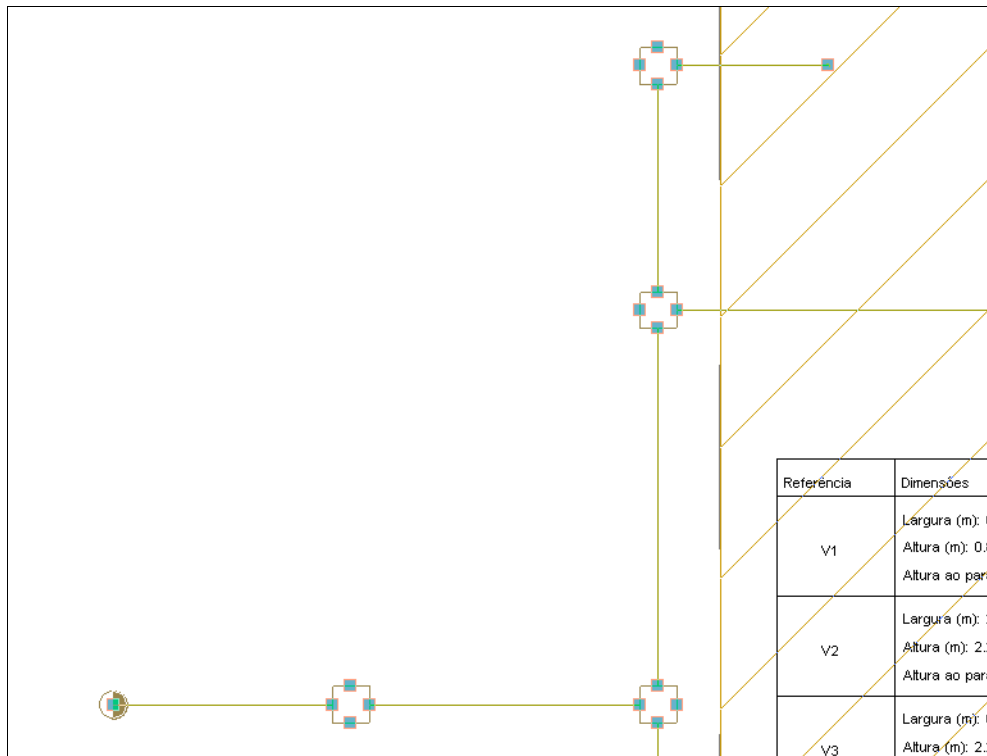 Referência Dimensões
Largura (m):
V1 Altura (m):
Altura ao
Largura (m):
V2 Altura (m):
Altura ao
Largura (m):
V3 Altura (m):